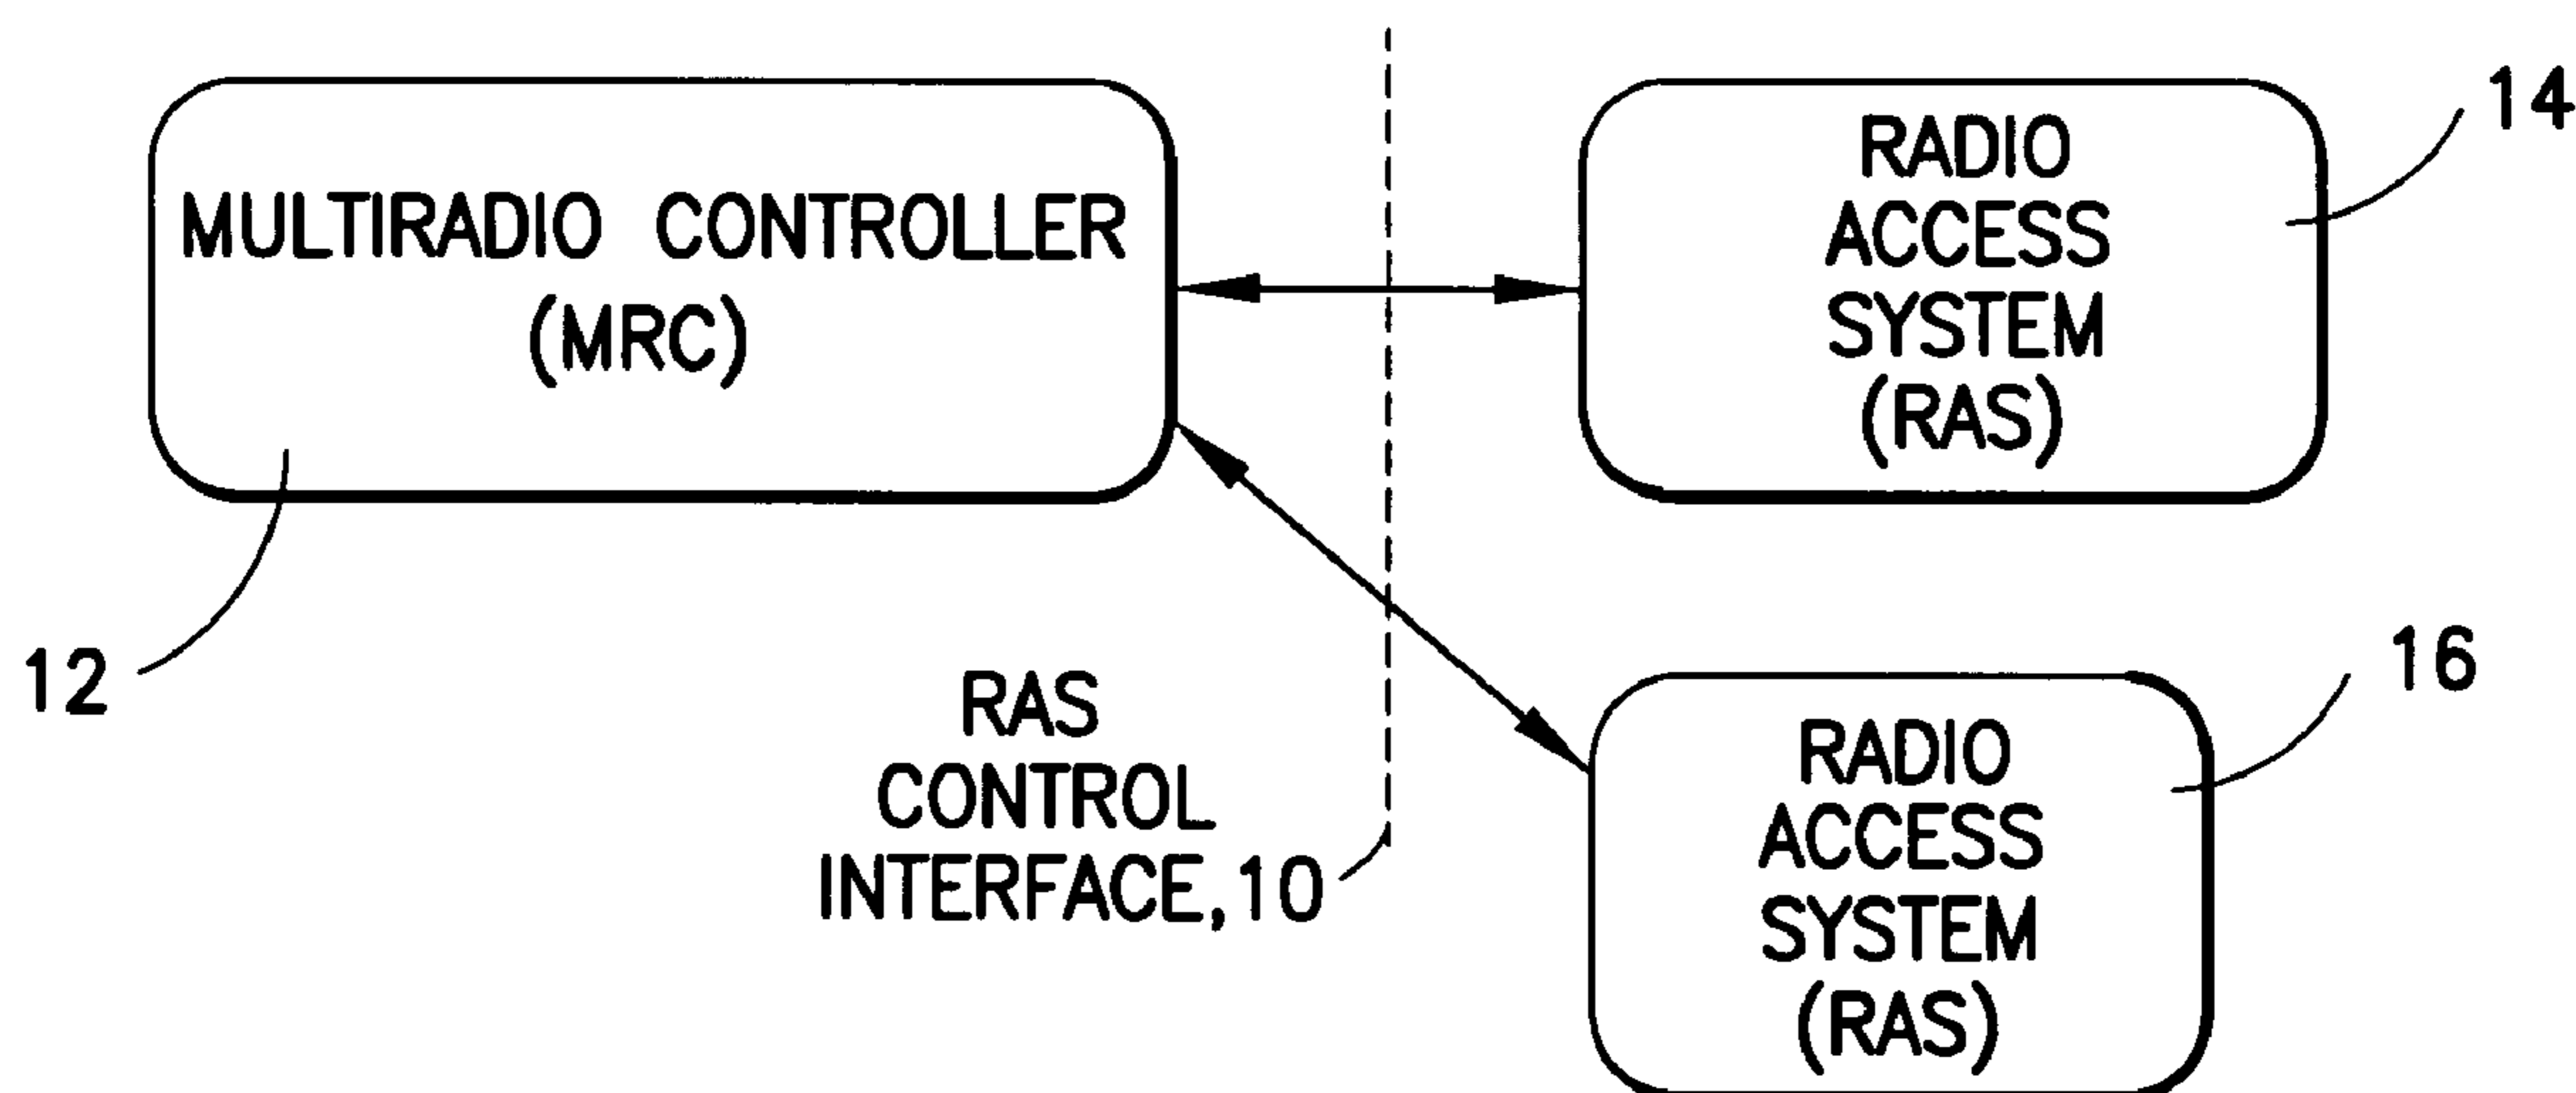 MULTIRADIO CONTROLLER
(MRC)
12
RADIO
ACCESS
SYSTEM
(RAS)
14
RAS
CONTROL
INTERFACE,10
RADIO
ACCESS
SYSTEM
(RAS)
16